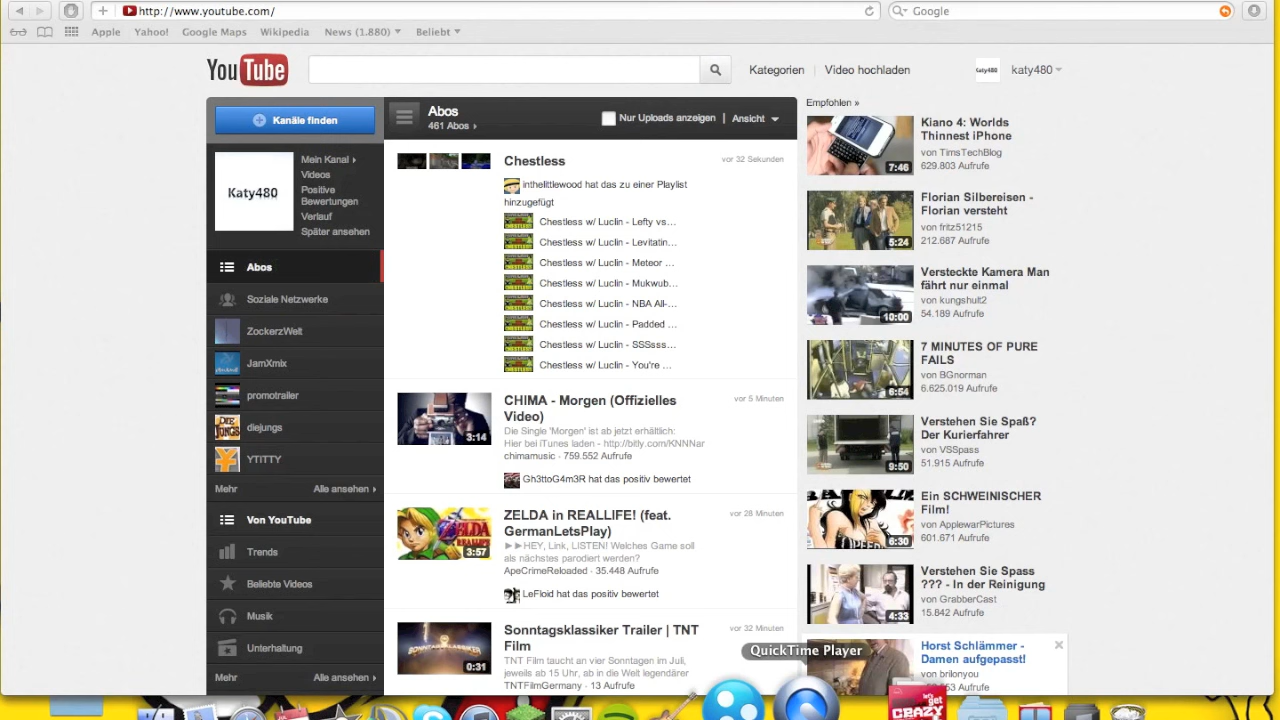 http://www.youtube.com/
Google
Apple Yahoo! Google Maps Wikipedia News (1.880) Beliebt
YouTube
Kategorien | Video hochladen
Katy480
katy480
Kanäle finden
Katy480
Mein Kanal
Videos
Positive
Bewertungen
Verlauf
Später ansehen
Abos
Soziale Netzwerke
ZockerzWelt
JamXmix
promotrailer
DIE JUNGS
diejungs
YTITTY
Mehr Alle ansehen
Von YouTube
Trends
Beliebte Videos
Musik
Unterhaltung
Mehr Alle ansehen
Abos
461 Abos
Nur Uploads anzeigen | Ansicht
Chestless
vor 32 Sekunden
inthelittlewood hat das zu einer Playlist
hinzugefügt
Chestless w/ Luclin - Lefty vs...
Chestless w/ Luclin - Levitatin...
Chestless w/ Luclin - Meteor ...
Chestless w/ Luclin - Mukwub...
Chestless w/ Luclin - NBA All-...
Chestless w/ Luclin - Padded ...
Chestless w/ Luclin - SSSsss...
Chestless w/ Luclin - You're ...
3:14
CHIMA - Morgen (Offizielles
Video)
vor 5 Minuten
Die Single 'Morgen' ist ab jetzt erhältlich:
Hier bei iTunes laden - http://bitly.com/KNNNar
chimamusic · 759.552 Aufrufe
Gh3ttoG4m3R hat das positiv bewertet
ZELDA
REALLIFE
3:57
ZELDA in REALLIFE! (feat.
GermanLetsPlay)
vor 28 Minuten
►►HEY, Link, LISTEN! Welches Game soll
als nächstes parodiert werden?
ApeCrimeReloaded · 35.448 Aufrufe
LeFloid hat das positiv bewertet
0:31
Sonntagsklassiker Trailer | TNT
Film
vor 32 Minuten
TNT Film taucht an vier Sonntagen im Juli,
jeweils ab 15 Uhr, ab in die Welt legendärer
TNTFilmGermany · 13 Aufrufe
Empfohlen »
7:46
Kiano 4: Worlds
Thinnest iPhone
von TimsTechBlog
629.803 Aufrufe
5:24
Florian Silbereisen -
Florian versteht
von fritz51215
212.687 Aufrufe
10:00
Versteckte Kamera Man
fährt nur einmal
von kungshult2
54.189 Aufrufe
6:54
7 MINUTES OF PURE
FAILS
von BGnorman
6.625.019 Aufrufe
9:50
Verstehen Sie Spaß?
Der Kurierfahrer
von VSSpass
51.915 Aufrufe
6:30
Ein SCHWEINISCHER
Film!
von ApplewarPictures
601.671 Aufrufe
4:33
Verstehen Sie Spass
??? - In der Reinigung
von GrabberCast
15.842 Aufrufe
Horst Schlämmer -
Damen aufgepasst!
von brilonyou
Aufrufe
QuickTime Player
let's
get
CRAZY